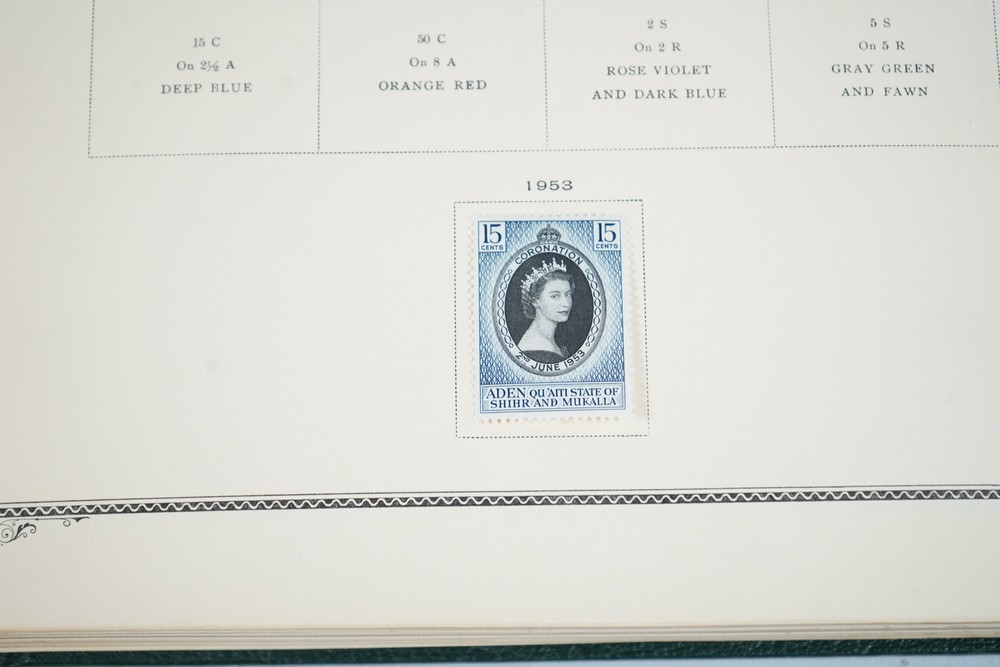 15 C
On 2½ A
DEEP BLUE
50 C
On 8 A
ORANGE RED
2 S
On 2 R
ROSE VIOLET
AND DARK BLUE
5 S
On 5 R
GRAY GREEN
AND FAWN
1953
15 CENTS
15 CENTS
CORONATION
2ND JUNE 1953
ADEN QU'AITI STATE OF
SHIHR AND MUKALLA